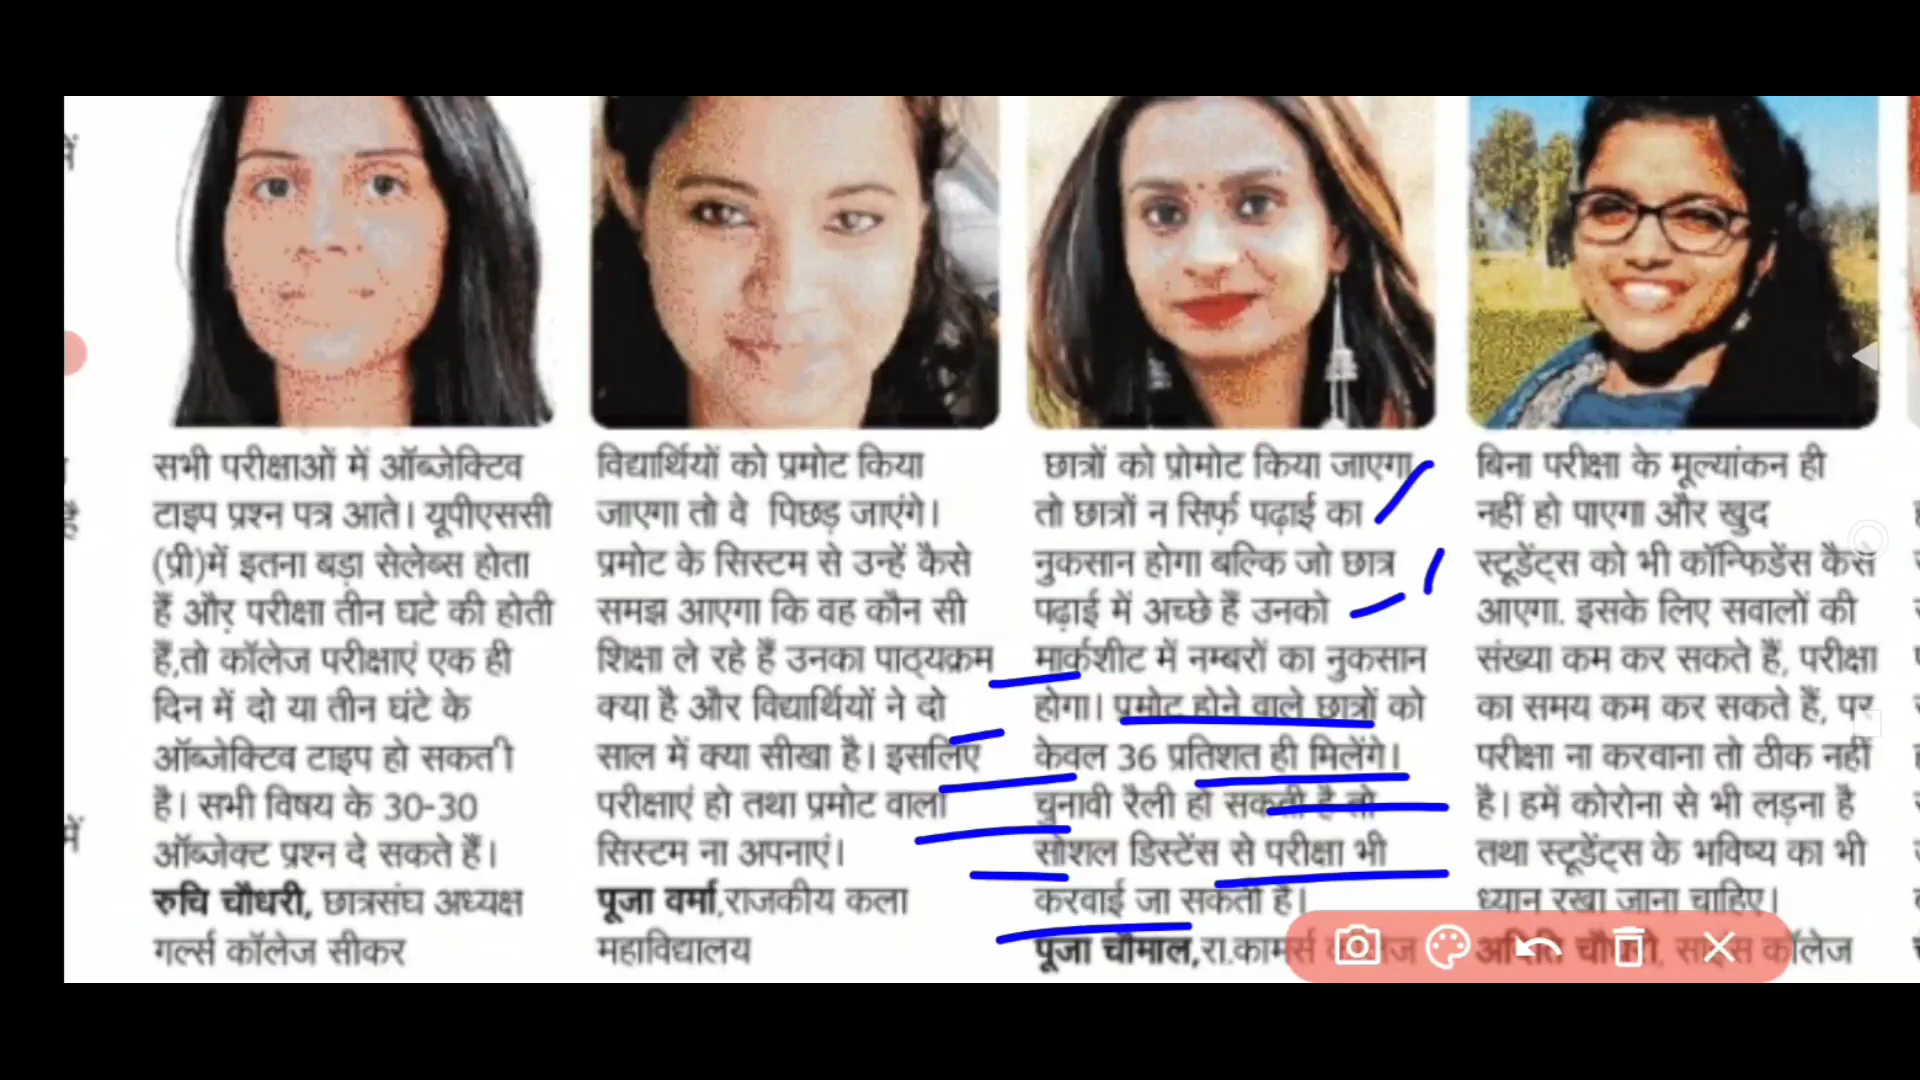 सभी परीक्षाओं में ऑब्जेक्टिव
टाइप प्रश्न पत्र आते। यूपीएससी
(प्री)में इतना बड़ा सेलेब्स होता
हैं और परीक्षा तीन घटे की होती
हैं,तो कॉलेज परीक्षाएं एक ही
दिन में दो या तीन घंटे के
ऑब्जेक्टिव टाइप हो सकती
है। सभी विषय के 30-30
ऑब्जेक्ट प्रश्न दे सकते हैं।
रुचि चौधरी, छात्रसंघ अध्यक्ष
गर्ल्स कॉलेज सीकर
विद्यार्थियों को प्रमोट किया
जाएगा तो वे पिछड़ जाएंगे।
प्रमोट के सिस्टम से उन्हें कैसे
समझ आएगा कि वह कौन सी
शिक्षा ले रहे हैं उनका पाठ्यक्रम
क्या है और विद्यार्थियों ने दो
साल में क्या सीखा है। इसलिए
परीक्षाएं हो तथा प्रमोट वाला
सिस्टम ना अपनाएं।
पूजा वर्मा,राजकीय कला
महाविद्यालय
छात्रों को प्रोमोट किया जाएगा
तो छात्रों न सिर्फ़ पढ़ाई का
नुकसान होगा बल्कि जो छात्र
पढ़ाई में अच्छे हैं उनको
मार्कशीट में नम्बरों का नुकसान
होगा। प्रमोट होने वाले छात्रों को
केवल 36 प्रतिशत ही मिलेंगे।
चुनावी रैली हो सकती है तो
सोशल डिस्टेंस से परीक्षा भी
करवाई जा सकती है।
पूजा चौमाल,रा.कामर्स कॉलेज
बिना परीक्षा के मूल्यांकन ही
नहीं हो पाएगा और खुद
स्टूडेंट्स को भी कॉन्फिडेंस कैसे
आएगा. इसके लिए सवालों की
संख्या कम कर सकते हैं, परीक्षा
का समय कम कर सकते हैं, पर
परीक्षा ना करवाना तो ठीक नहीं
है। हमें कोरोना से भी लड़ना है
तथा स्टूडेंट्स के भविष्य का भी
ध्यान रखा जाना चाहिए।
चौधरी, साइंस कॉलेज